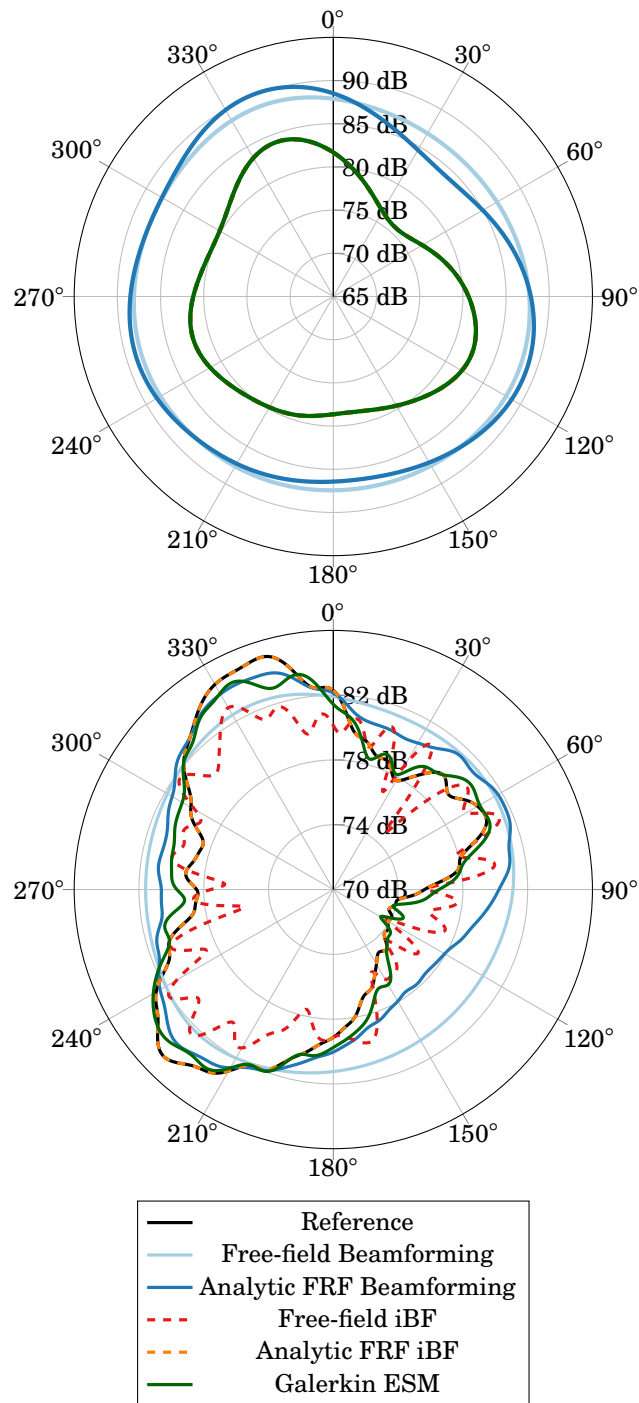 0°
330°
30°
90 dB
85 dB
300°
60°
80 dB
75 dB
70 dB
270°
65 dB
90°
240°
120°
210°
150°
180°
0°
330°
30°
82 dB
300°
60°
78 dB
74 dB
270°
70 dB
90°
240°
120°
210°
150°
180°
Reference
Free-field Beamforming
Analytic FRF Beamforming
Free-field iBF
Analytic FRF iBF
Galerkin ESM